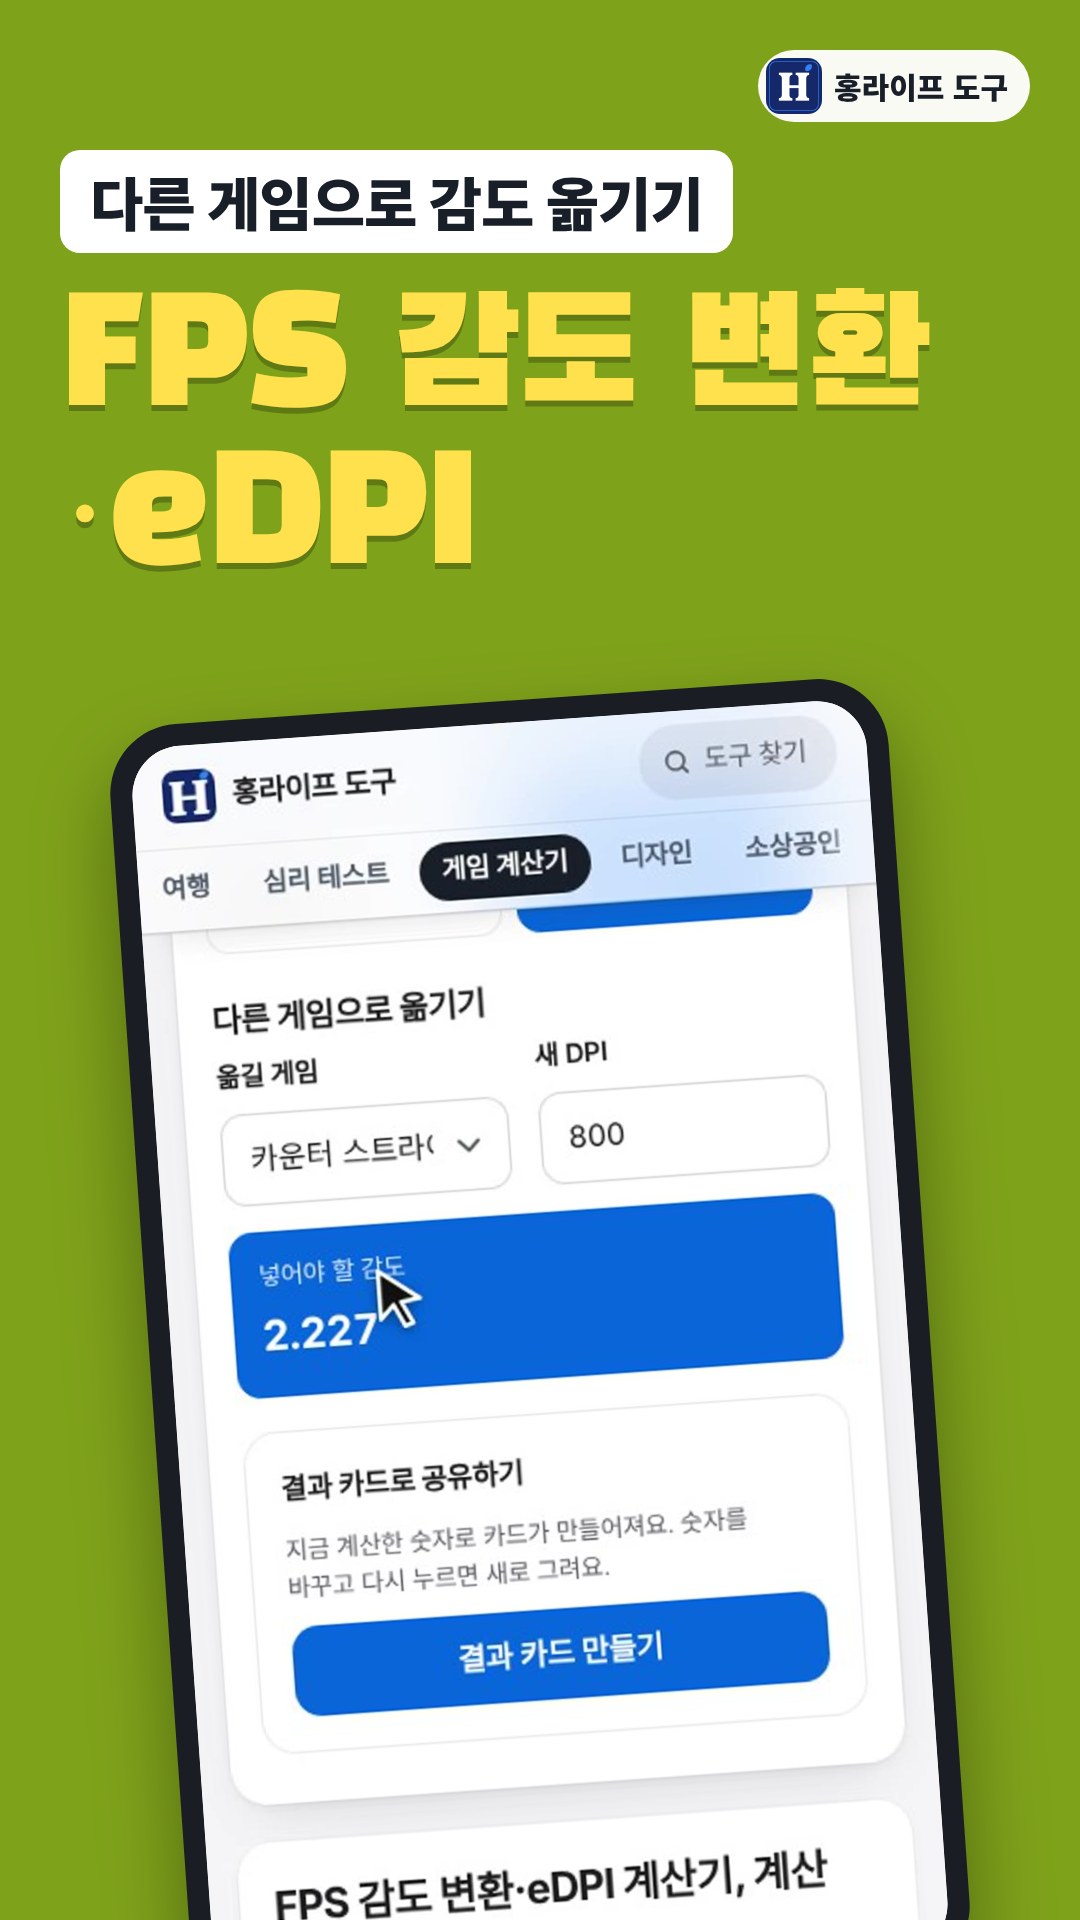 홍라이프 도구
다른 게임으로 감도 옮기기
FPS 감도 변환
·eDPI
홍라이프 도구
도구 찾기
여행 심리 테스트 게임 계산기 디자인 소상공인
다른 게임으로 옮기기
옮길 게임 새 DPI
카운터 스트라 800
넣어야 할 감도
2.227
결과 카드로 공유하기
지금 계산한 숫자로 카드가 만들어져요. 숫자를
바꾸고 다시 누르면 새로 그려요.
결과 카드 만들기
FPS 감도 변환·eDPI 계산기, 계산